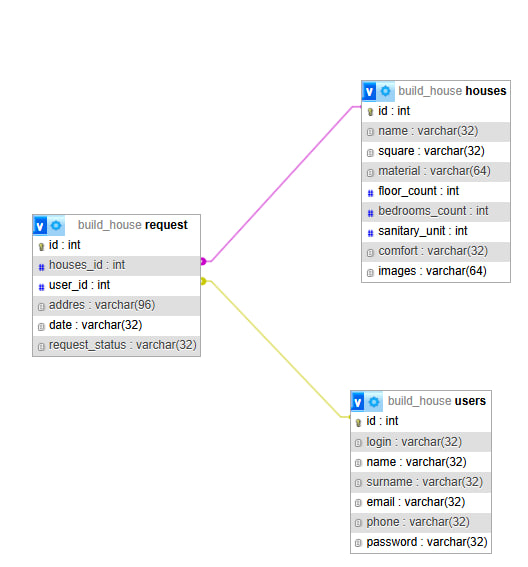 v build_house houses
id : int
name : varchar(32)
square : varchar(32)
material : varchar(64)
floor_count : int
bedrooms_count : int
sanitary_unit : int
comfort : varchar(32)
images : varchar(64)
v build_house request
id : int
houses_id : int
user_id : int
addres : varchar(96)
date : varchar(32)
request_status : varchar(32)
v build_house users
id : int
login : varchar(32)
name : varchar(32)
surname : varchar(32)
email : varchar(32)
phone : varchar(32)
password : varchar(32)